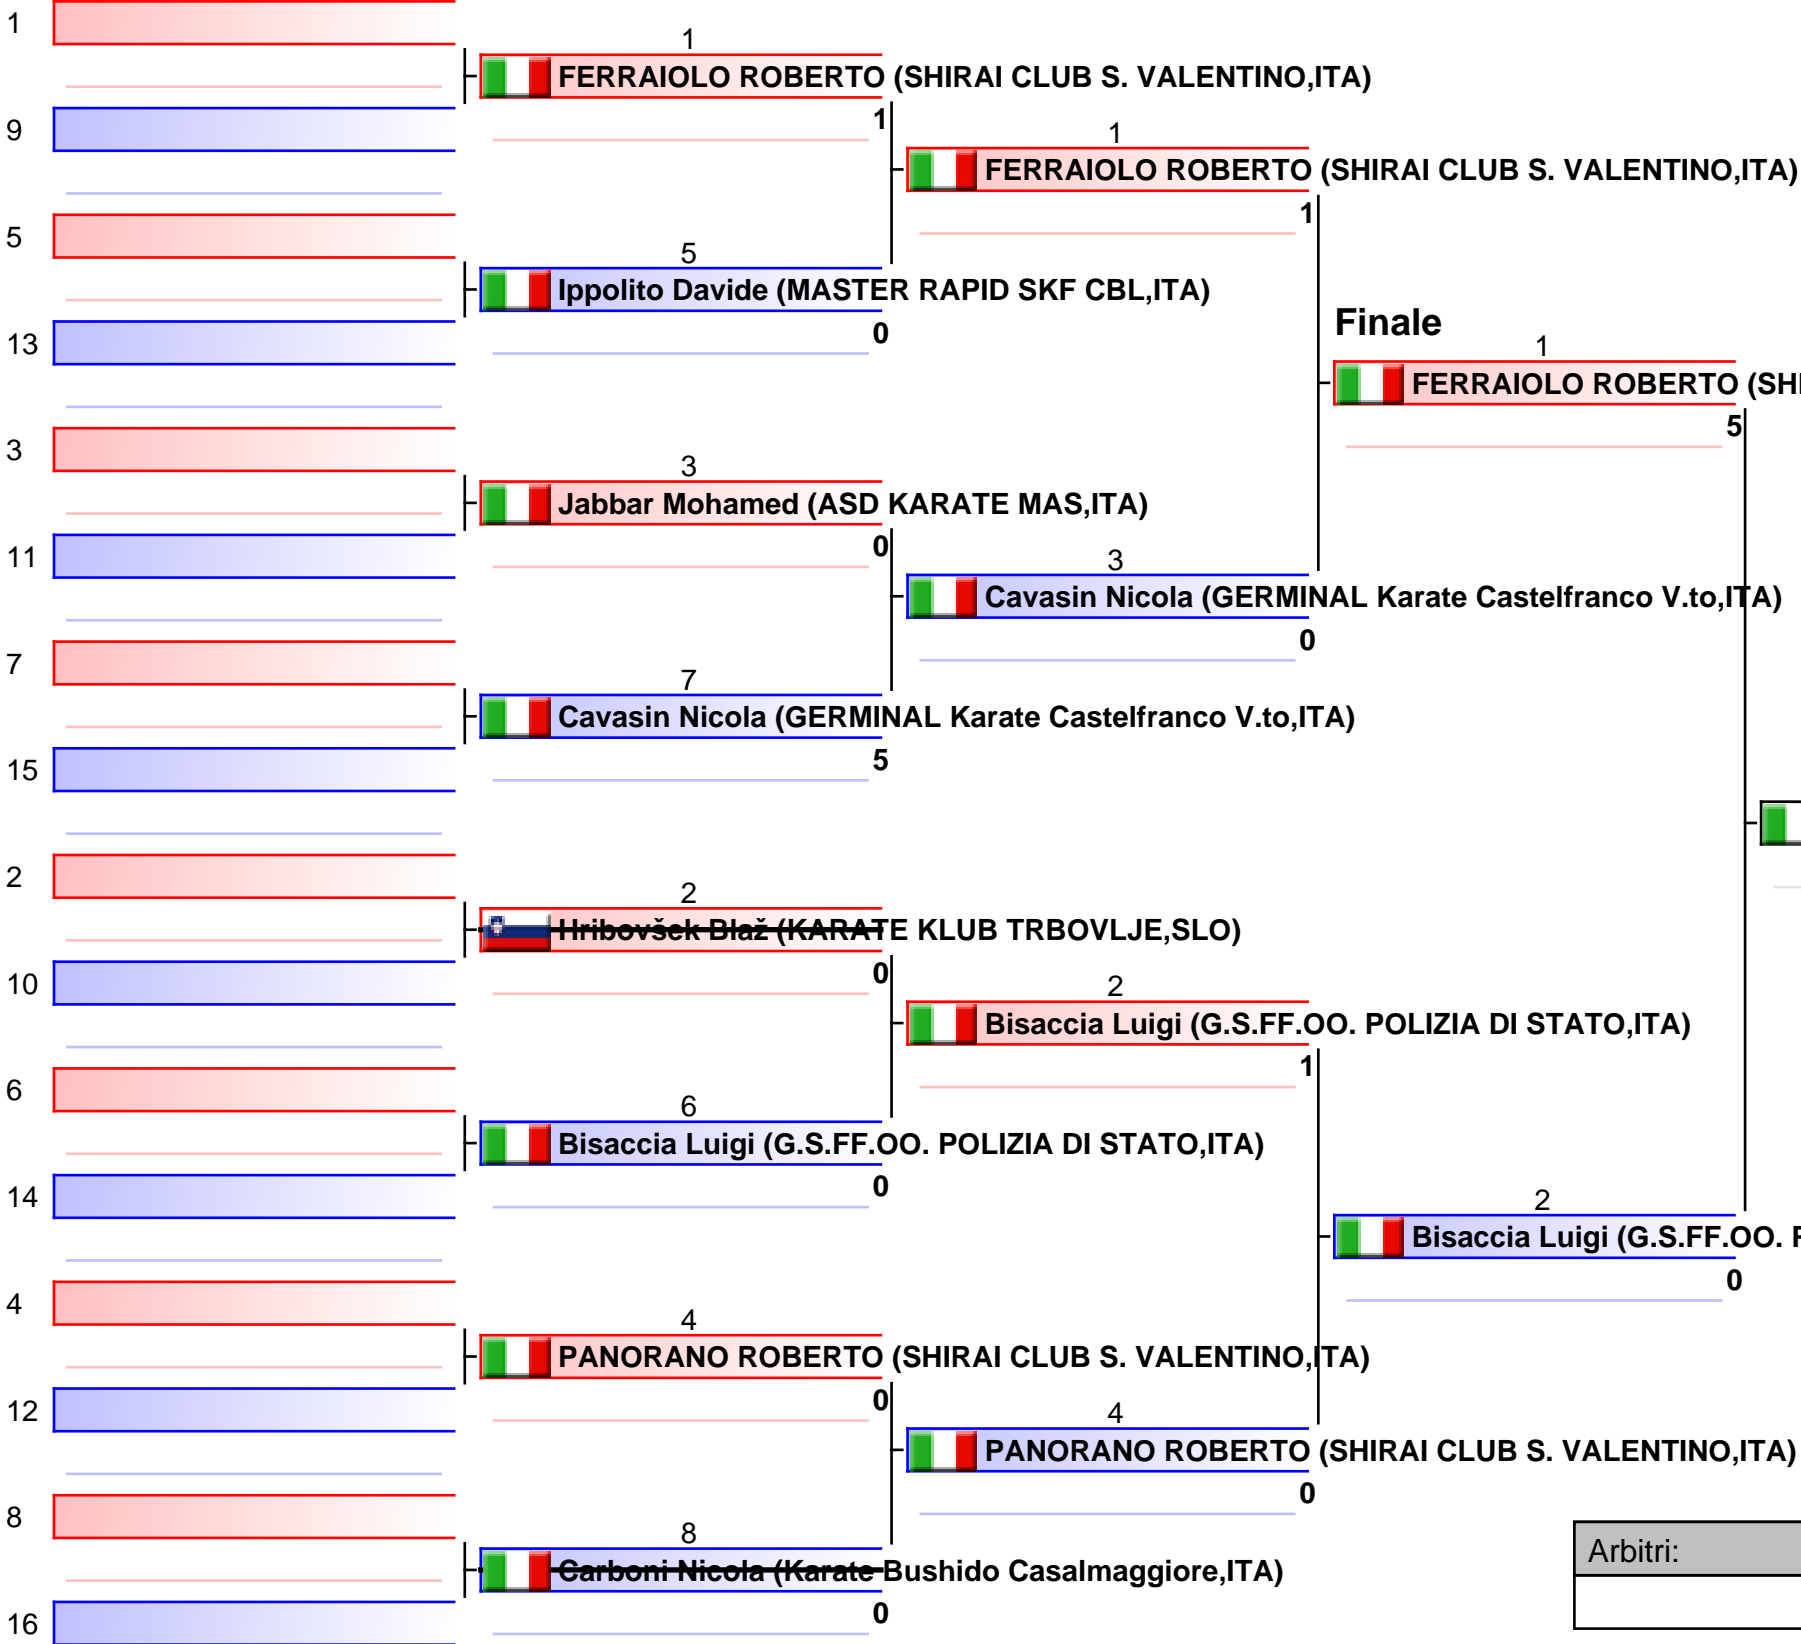 1
1
FERRAIOLO ROBERTO (SHIRAI CLUB S. VALENTINO,ITA)
1
9
1
FERRAIOLO ROBERTO (SHIRAI CLUB S. VALENTINO,ITA)
1
5
5
Ippolito Davide (MASTER RAPID SKF CBL,ITA)
0
13
Finale
1
FERRAIOLO ROBERTO (SHI
5
3
3
Jabbar Mohamed (ASD KARATE MAS,ITA)
0
11
3
Cavasin Nicola (GERMINAL Karate Castelfranco V.to,ITA)
0
7
7
Cavasin Nicola (GERMINAL Karate Castelfranco V.to,ITA)
5
15
2
2
Hribovšek Blaž (KARATE KLUB TRBOVLJE,SLO)
0
10
2
Bisaccia Luigi (G.S.FF.OO. POLIZIA DI STATO,ITA)
1
6
6
Bisaccia Luigi (G.S.FF.OO. POLIZIA DI STATO,ITA)
0
14
2
Bisaccia Luigi (G.S.FF.OO. P
0
4
4
PANORANO ROBERTO (SHIRAI CLUB S. VALENTINO,ITA)
0
12
4
PANORANO ROBERTO (SHIRAI CLUB S. VALENTINO,ITA)
0
8
8
Carboni Nicola (Karate Bushido Casalmaggiore,ITA)
0
16
Arbitri: